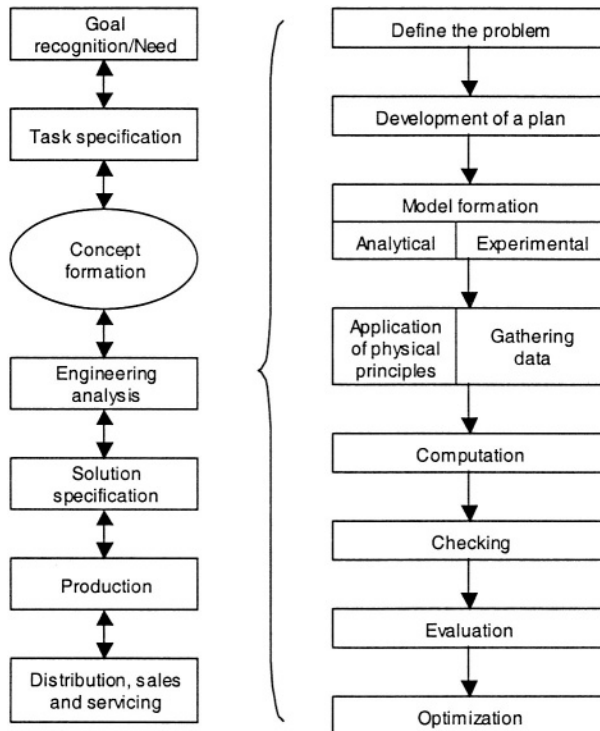 Goal
recognition/Need
Task specification
Concept
formation
Engineering
analysis
Solution
specification
Production
Distribution, sales
and servicing
Define the problem
Development of a plan
Model formation
Analytical
Experimental
Application
of physical
principles
Gathering
data
Computation
Checking
Evaluation
Optimization